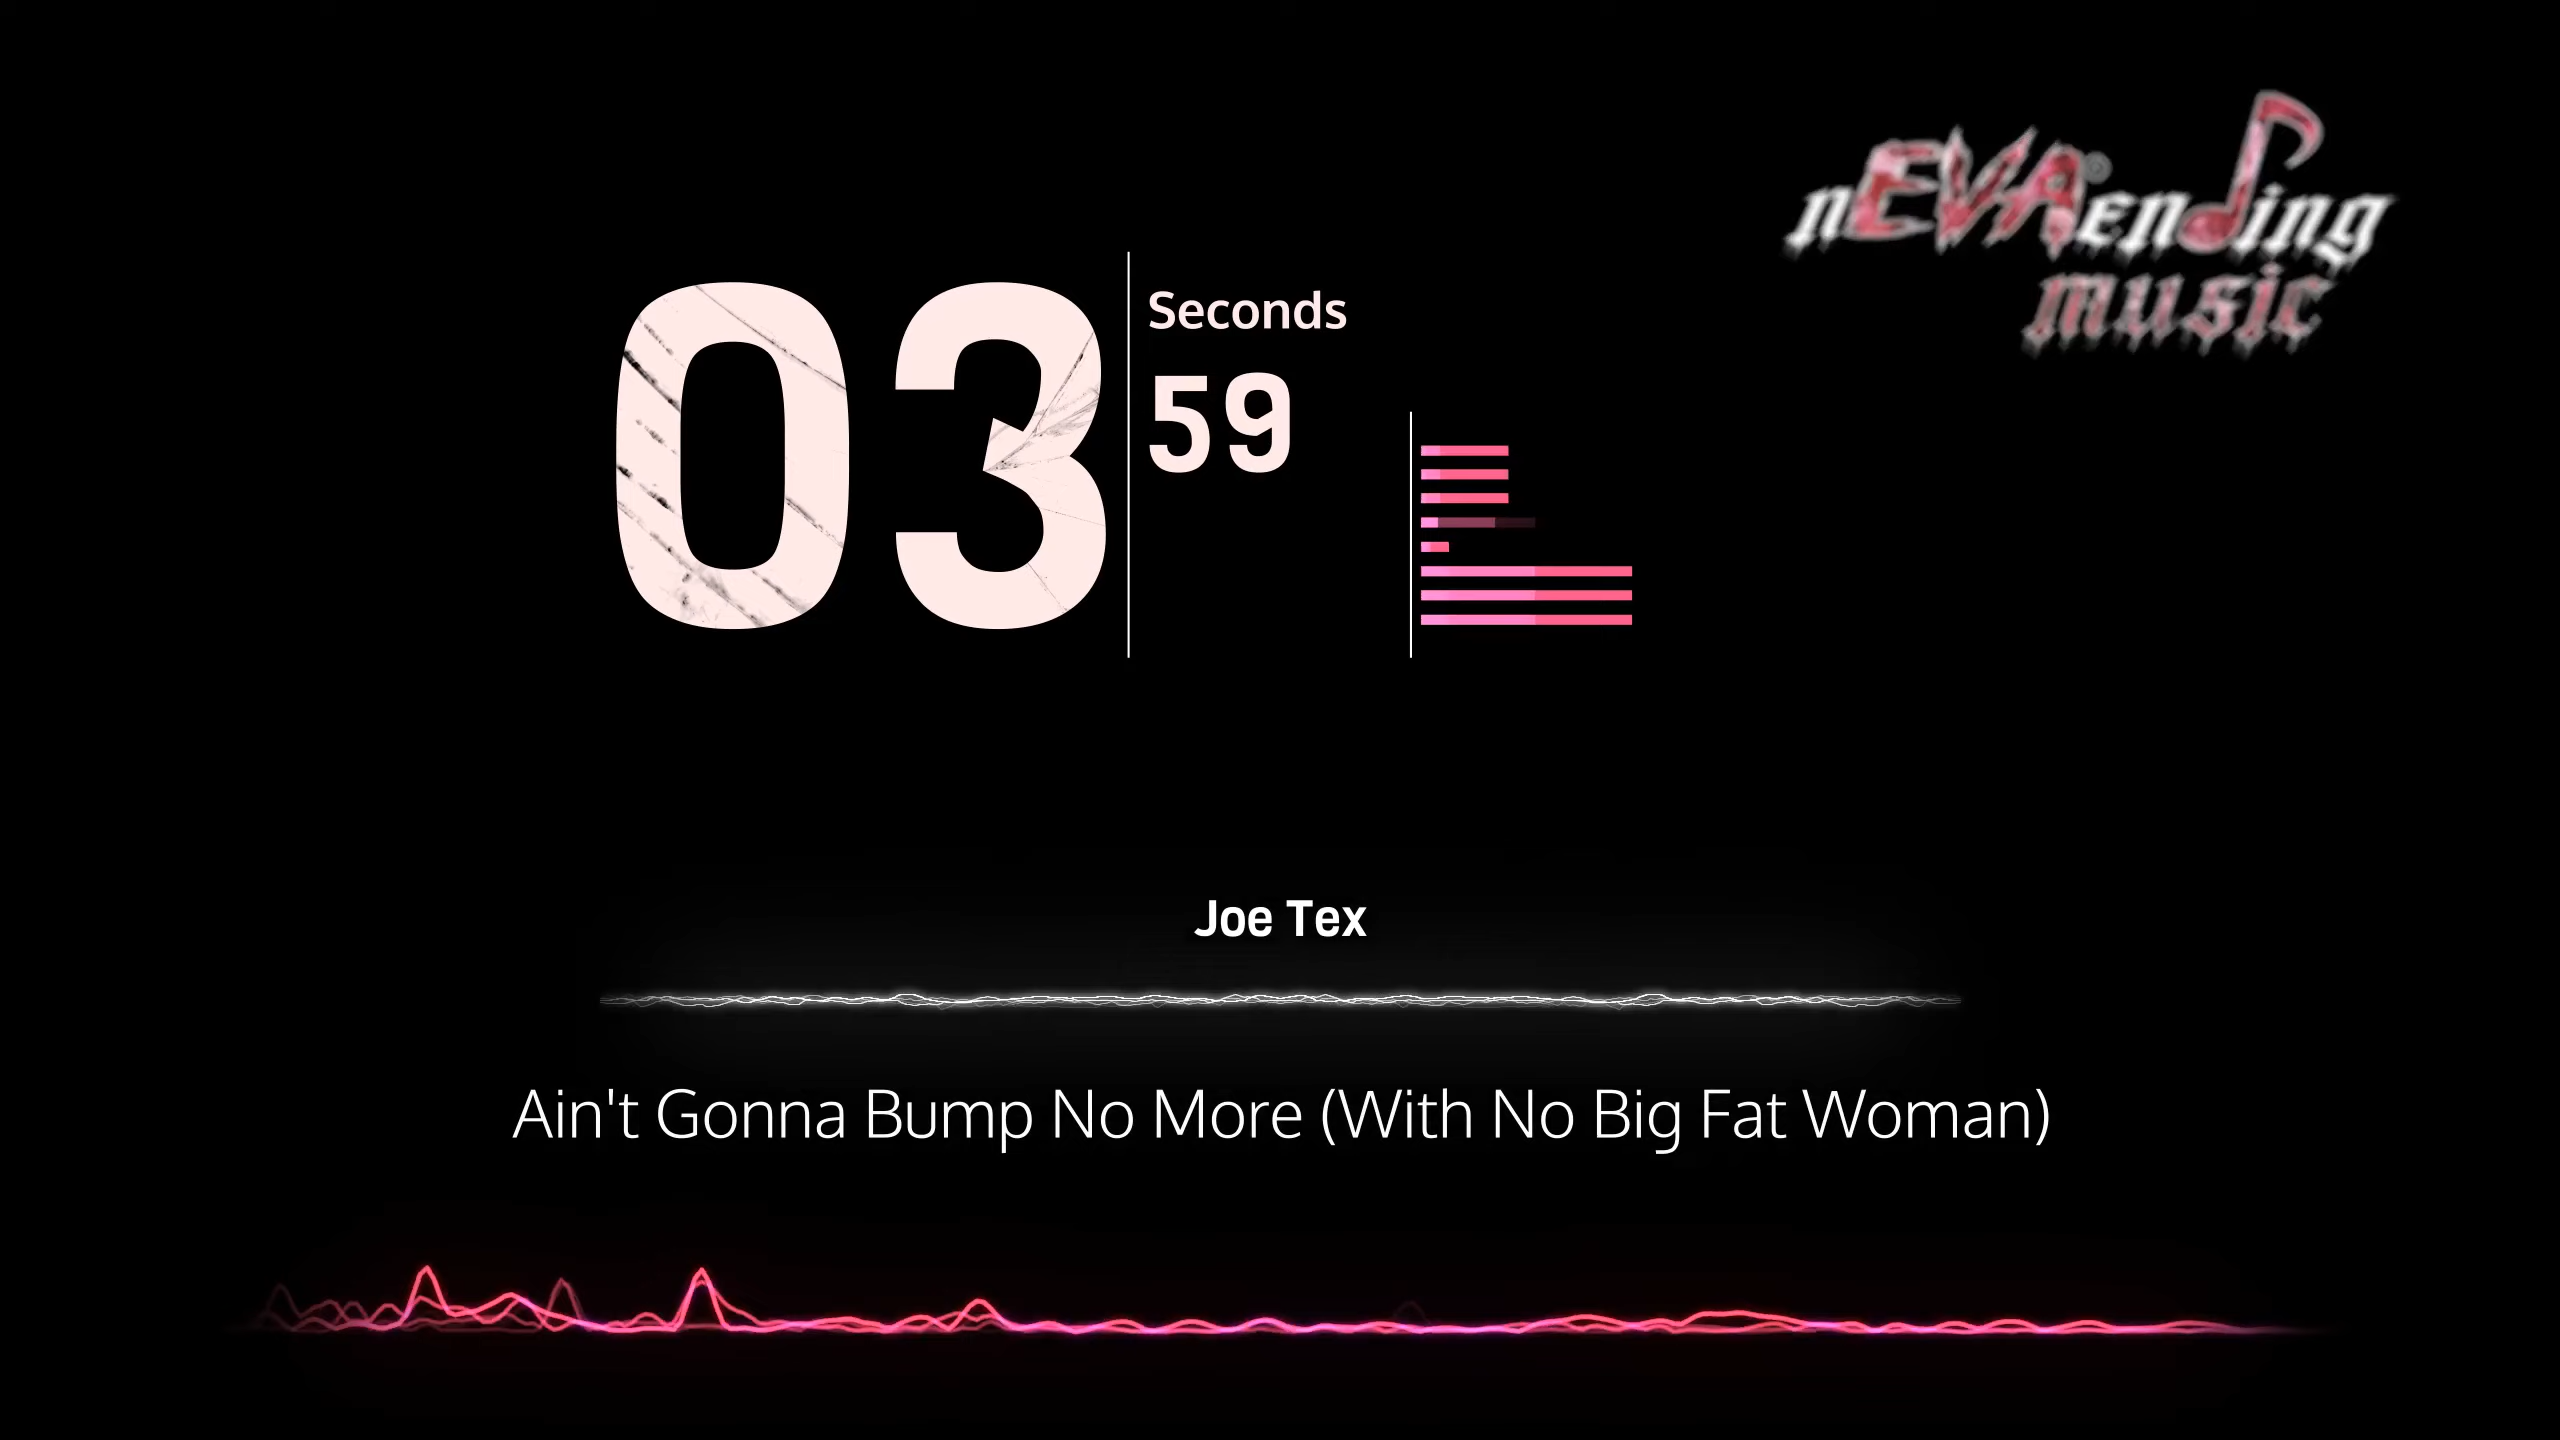 nEVAending
music
03
Seconds
59
Joe Tex
Ain't Gonna Bump No More (With No Big Fat Woman)